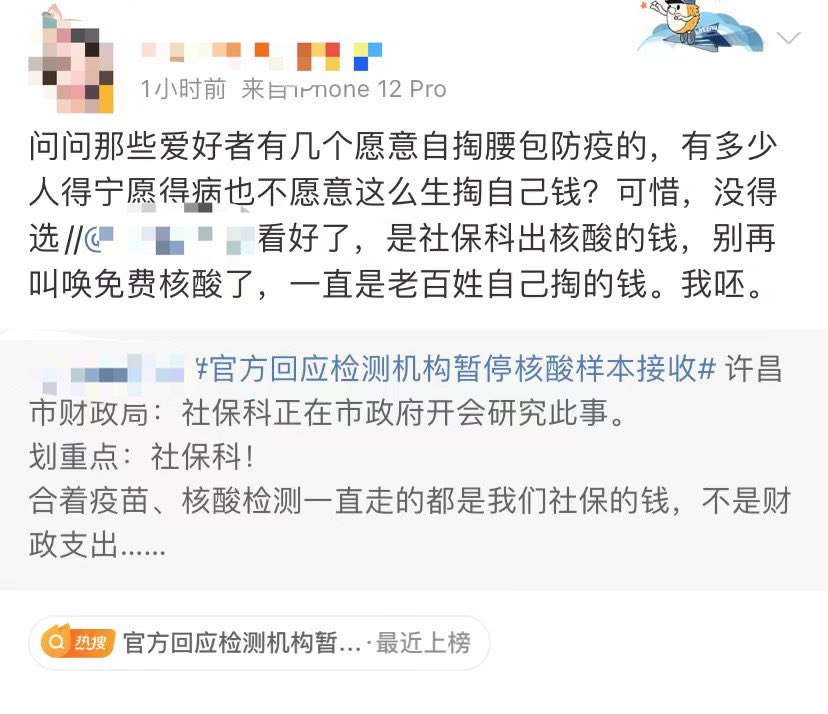 1小时前 来自iPhone 12 Pro
问问那些爱好者有几个愿意自掏腰包防疫的，有多少
人得宁愿得病也不愿意这么生掏自己钱？可惜，没得
选//@ 看好了，是社保科出核酸的钱，别再
叫唤免费核酸了，一直是老百姓自己掏的钱。我呸。
#官方回应检测机构暂停核酸样本接收# 许昌
市财政局：社保科正在市政府开会研究此事。
划重点：社保科！
合着疫苗、核酸检测一直走的都是我们社保的钱，不是财
政支出……
热搜 官方回应检测机构暂...·最近上榜